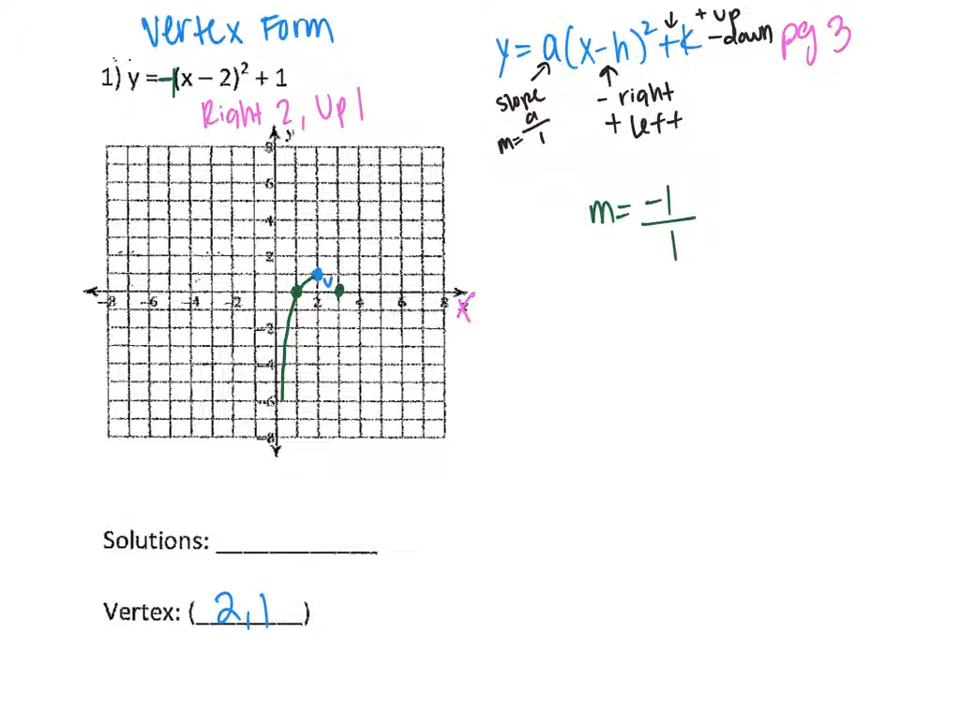 Vertex Form
y = a(x-h)² + k
+ up
- down
pg 3
1) y = -1(x – 2)² + 1
slope
m = a/1
- right
+ left
Right 2, Up 1
y
8
6
4
2
m = -1/1
v
-8 -6 -4 -2 2 4 6 8
x
-2
-4
-6
-8
Solutions: ____________
Vertex: (2,1)